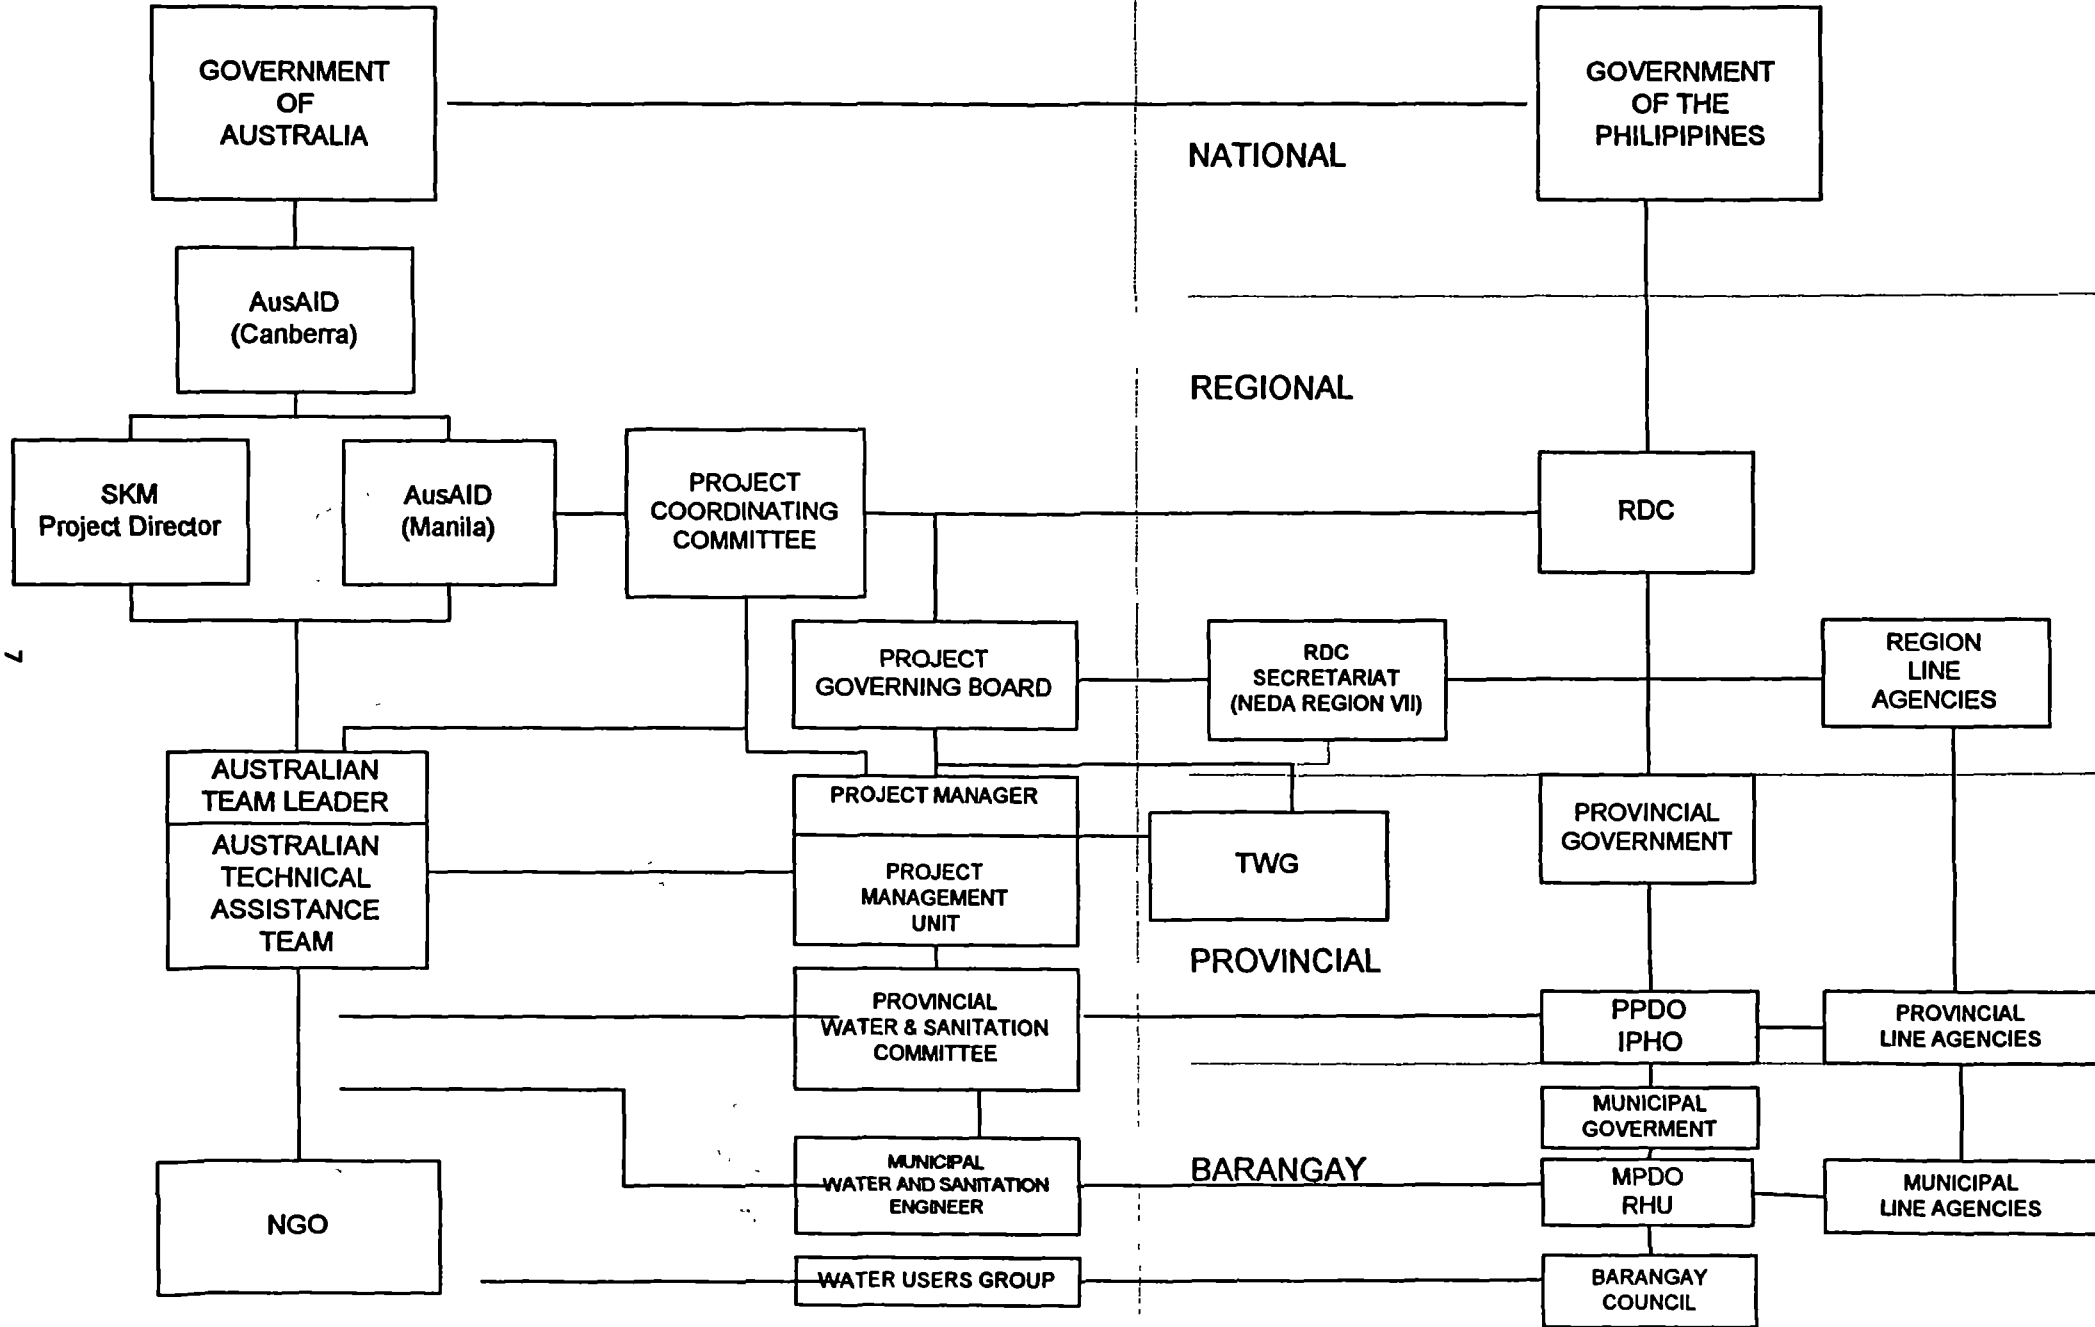 GOVERNMENT
OF
AUSTRALIA
GOVERNMENT
OF THE
PHILIPIPINES
NATIONAL
AusAID
(Canberra)
REGIONAL
SKM
Project Director
AusAID
(Manila)
PROJECT
COORDINATING
COMMITTEE
RDC
PROJECT
GOVERNING BOARD
RDC
SECRETARIAT
(NEDA REGION VII)
REGION
LINE
AGENCIES
7
AUSTRALIAN
TEAM LEADER
AUSTRALIAN
TECHNICAL
ASSISTANCE
TEAM
PROJECT MANAGER
PROJECT
MANAGEMENT
UNIT
TWG
PROVINCIAL
GOVERNMENT
PROVINCIAL
PROVINCIAL
WATER & SANITATION
COMMITTEE
PPDO
IPHO
PROVINCIAL
LINE AGENCIES
MUNICIPAL
GOVERMENT
NGO
MUNICIPAL
WATER AND SANITATION
ENGINEER
BARANGAY
MPDO
RHU
MUNICIPAL
LINE AGENCIES
WATER USERS GROUP
BARANGAY
COUNCIL